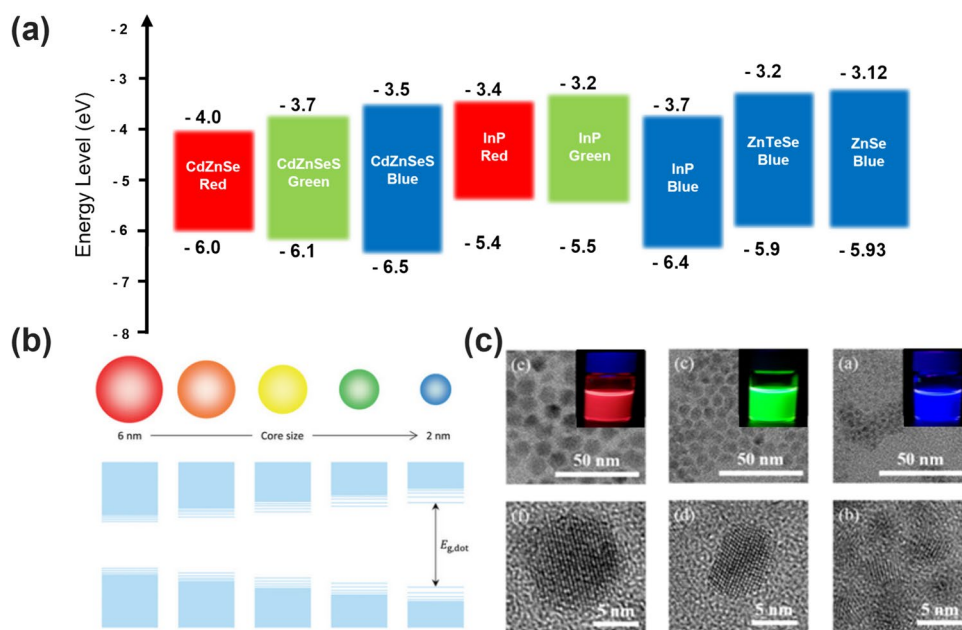 (a)
Energy Level (eV)
- 2
- 3
- 4
- 5
- 6
- 7
- 8
- 4.0
CdZnSe
Red
- 6.0
- 3.7
CdZnSeS
Green
- 6.1
- 3.5
CdZnSeS
Blue
- 6.5
- 3.4
InP
Red
- 5.4
- 3.2
InP
Green
- 5.5
- 3.7
InP
Blue
- 6.4
- 3.2
ZnTeSe
Blue
- 5.9
- 3.12
ZnSe
Blue
- 5.93
(b)
6 nm
Core size
2 nm
Eg,dot
(c)
(e)
50 nm
(c)
50 nm
(a)
50 nm
(f)
5 nm
(d)
5 nm
(b)
5 nm